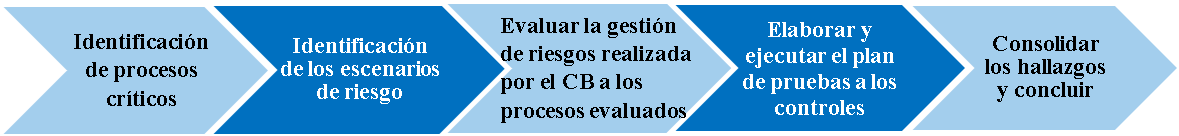 Identificación
de procesos
críticos
Identificación
de los escenarios
de riesgo
Evaluar la gestión
de riesgos realizada
por el CB a los
procesos evaluados
Elaborar y
ejecutar el plan
de pruebas a los
controles
Consolidar
los hallazgos
y concluir